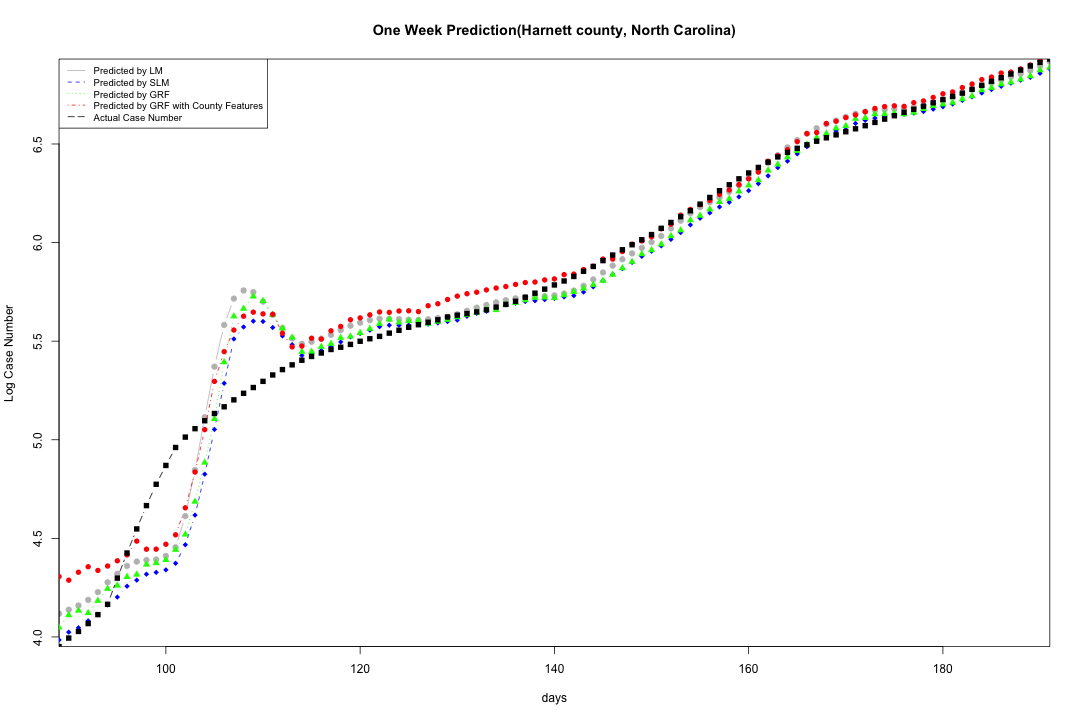 One Week Prediction(Harnett county, North Carolina)
Predicted by LM
Predicted by SLM
Predicted by GRF
Predicted by GRF with County Features
Actual Case Number
Log Case Number
6.5
6.0
5.5
5.0
4.5
4.0
100 120 140 160 180
days